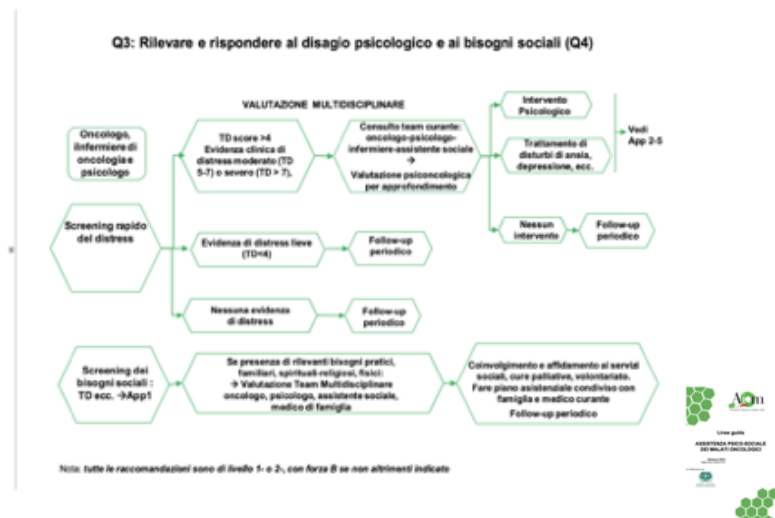 Q3: Rilevare e rispondere al disagio psicologico e ai bisogni sociali (Q4)
VALUTAZIONE MULTIDISCIPLINARE
Oncologo,
iinfermiere di
oncologia e
psicologo
TD score >4
Evidenza clinica di
distress moderato (TD
5-7) o severo (TD > 7),
Consulto team curante:
oncologo-psicologo-
infermiere-assistente sociale
→
Valutazione psiconcologica
per approfondimento
Intervento
Psicologico
Trattamento di
disturbi di ansia,
depressione, ecc.
Vedi
App 2-5
Nessun
intervento
Follow-up
periodico
Screening rapido
del distress
Evidenza di distress lieve
(TD<4)
Follow-up
periodico
Nessuna evidenza
di distress
Follow-up
periodico
Screening dei
bisogni sociali :
TD ecc. →App1
Se presenza di rilevanti bisogni pratici,
familiari, spirituali-religiosi, fisici:
→ Valutazione Team Multidisciplinare
oncologo, psicologo, assistente sociale,
medico di famiglia
Coinvolgimento e affidamento ai servizi
sociali, cure palliative, volontariato.
Fare piano assistenziale condiviso con
famiglia e medico curante
Follow-up periodico
Nota: tutte le raccomandazioni sono di livello 1- o 2-, con forza B se non altrimenti indicato
Linee guida
ASSISTENZA PSICO-SOCIALE
DEI MALATI ONCOLOGICI